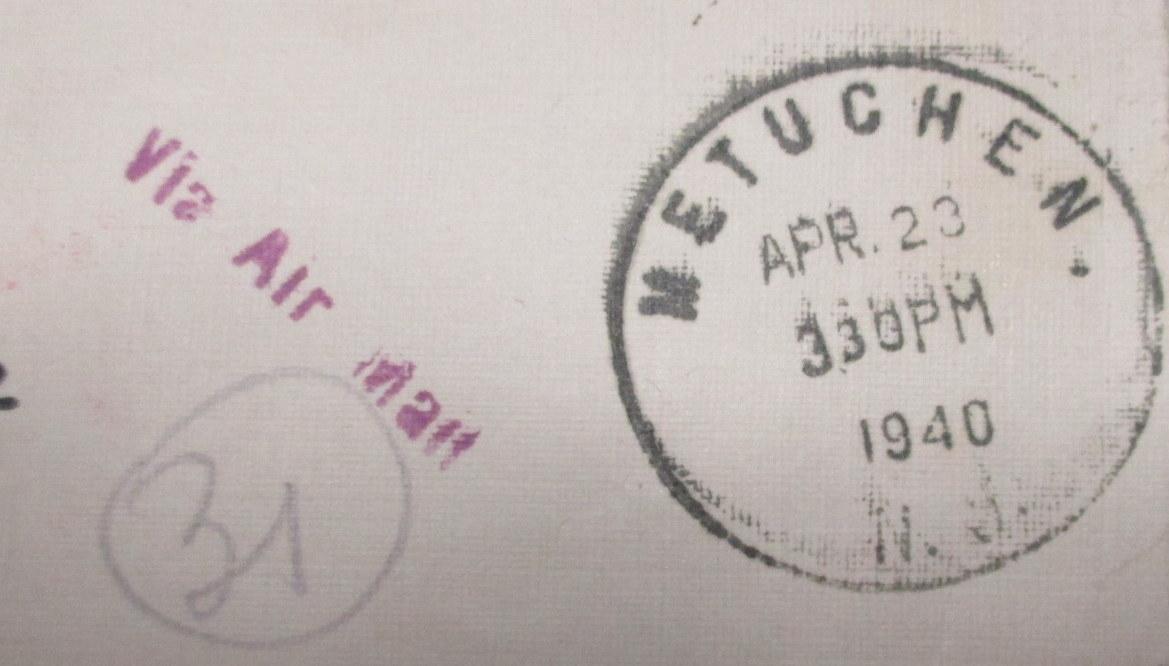 Via Air Mail
31
METUCHEN.
APR. 23
330PM
1940
N. J.